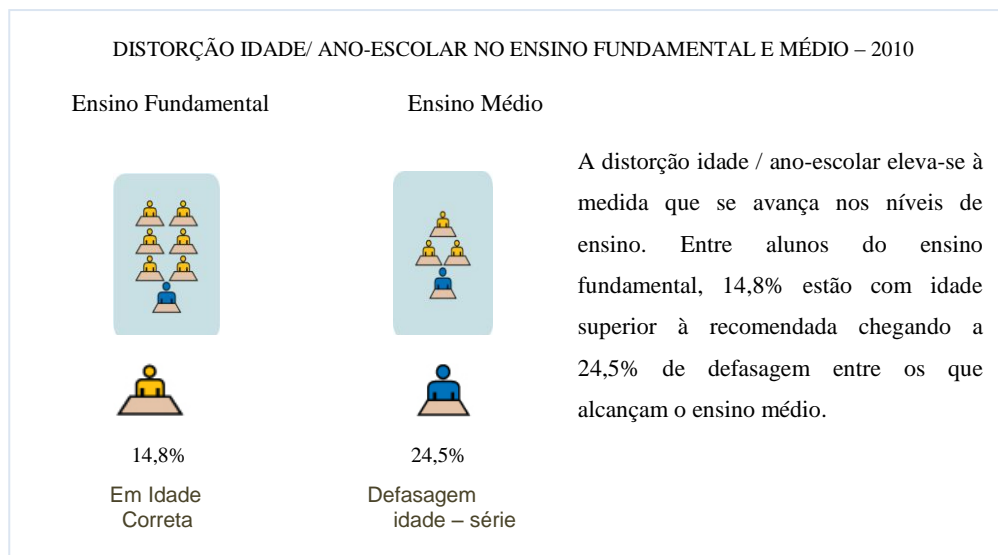 DISTORÇÃO IDADE/ ANO-ESCOLAR NO ENSINO FUNDAMENTAL E MÉDIO – 2010
Ensino Fundamental
Ensino Médio
A distorção idade / ano-escolar eleva-se à
medida que se avança nos níveis de
ensino. Entre alunos do ensino
fundamental, 14,8% estão com idade
superior à recomendada chegando a
24,5% de defasagem entre os que
alcançam o ensino médio.
14,8%
Em Idade
Correta
24,5%
Defasagem
idade – série